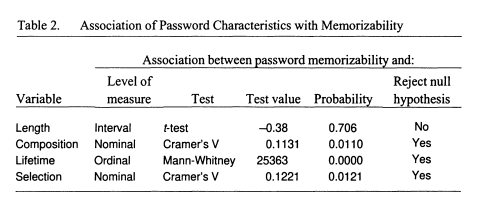 Table 2. Association of Password Characteristics with Memorizability
Association between password memorizability and:
Level of Reject null
Variable measure Test Test value Probability hypothesis
Length Interval t-test –0.38 0.706 No
Composition Nominal Cramer's V 0.1131 0.0110 Yes
Lifetime Ordinal Mann-Whitney 25363 0.0000 Yes
Selection Nominal Cramer's V 0.1221 0.0121 Yes